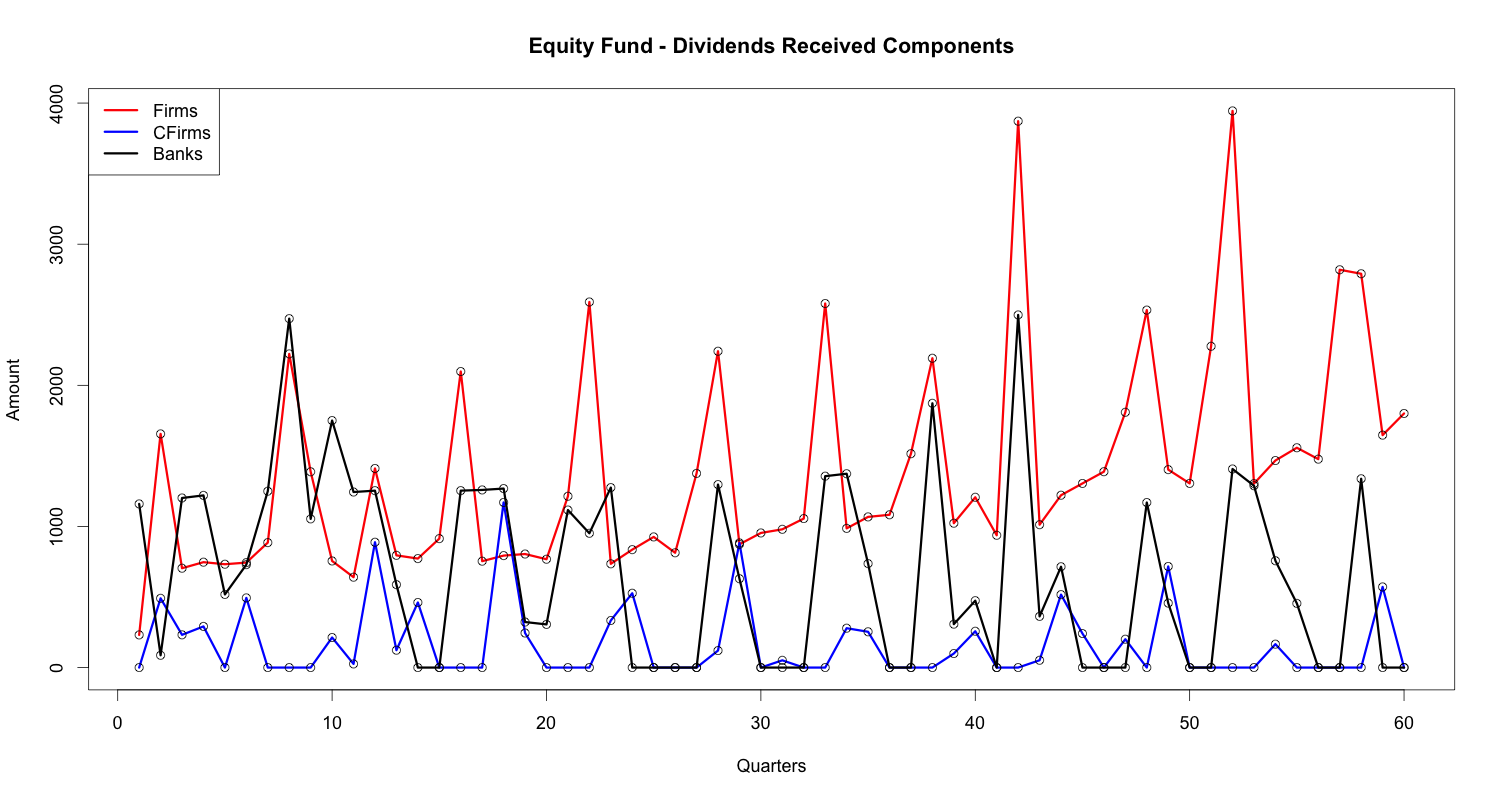 Equity Fund - Dividends Received Components
Firms
CFirms
Banks
Amount
4000
3000
2000
1000
0
0 10 20 30 40 50 60
Quarters